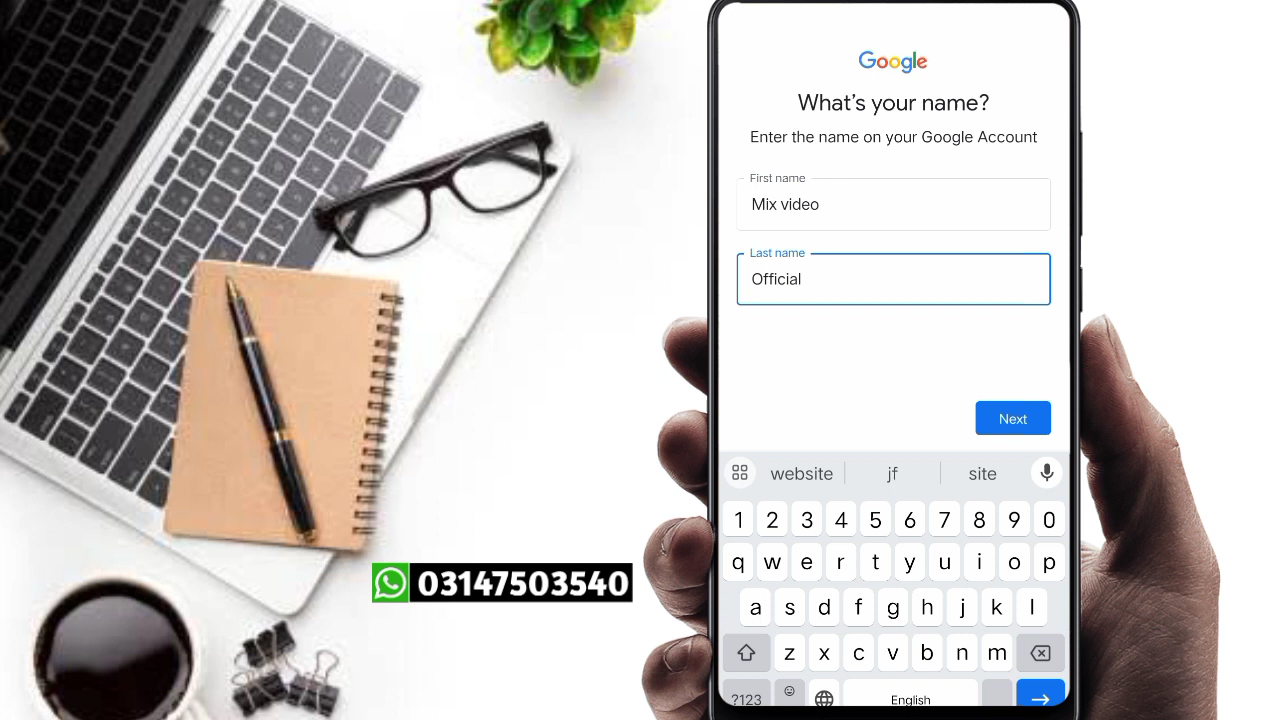 Google
What's your name?
Enter the name on your Google Account
First name
Mix video
Last name
Official
Next
website jf site
1 2 3 4 5 6 7 8 9 0
q w e r t y u i o p
a s d f g h j k l
z x c v b n m
?123 English
03147503540